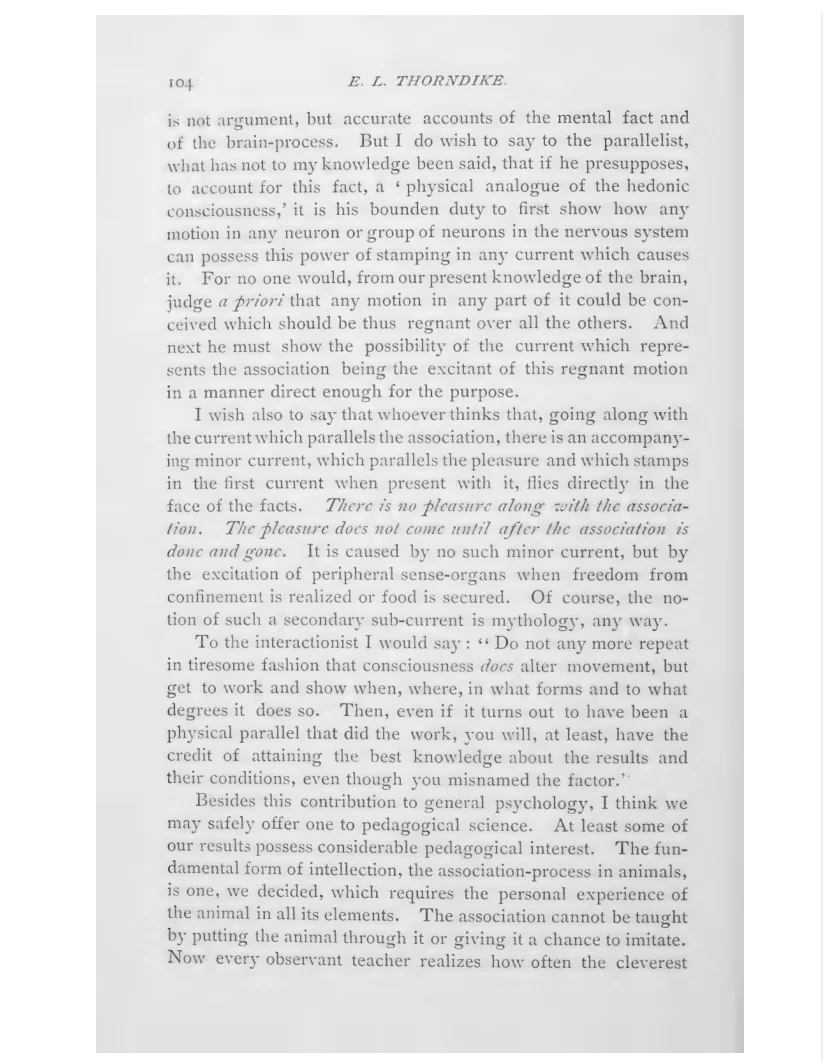 104 E. L. THORNDIKE.
is not argument, but accurate accounts of the mental fact and
of the brain-process. But I do wish to say to the parallelist,
what has not to my knowledge been said, that if he presupposes,
to account for this fact, a ‘ physical analogue of the hedonic
consciousness,’ it is his bounden duty to first show how any
motion in any neuron or group of neurons in the nervous system
can possess this power of stamping in any current which causes
it. For no one would, from our present knowledge of the brain,
judge a priori that any motion in any part of it could be con-
ceived which should be thus regnant over all the others. And
next he must show the possibility of the current which repre-
sents the association being the excitant of this regnant motion
in a manner direct enough for the purpose.
I wish also to say that whoever thinks that, going along with
the current which parallels the association, there is an accompany-
ing minor current, which parallels the pleasure and which stamps
in the first current when present with it, flies directly in the
face of the facts. There is no pleasure along with the associa-
tion. The pleasure does not come until after the association is
done and gone. It is caused by no such minor current, but by
the excitation of peripheral sense-organs when freedom from
confinement is realized or food is secured. Of course, the no-
tion of such a secondary sub-current is mythology, any way.
To the interactionist I would say : “ Do not any more repeat
in tiresome fashion that consciousness does alter movement, but
get to work and show when, where, in what forms and to what
degrees it does so. Then, even if it turns out to have been a
physical parallel that did the work, you will, at least, have the
credit of attaining the best knowledge about the results and
their conditions, even though you misnamed the factor.”
Besides this contribution to general psychology, I think we
may safely offer one to pedagogical science. At least some of
our results possess considerable pedagogical interest. The fun-
damental form of intellection, the association-process in animals,
is one, we decided, which requires the personal experience of
the animal in all its elements. The association cannot be taught
by putting the animal through it or giving it a chance to imitate.
Now every observant teacher realizes how often the cleverest